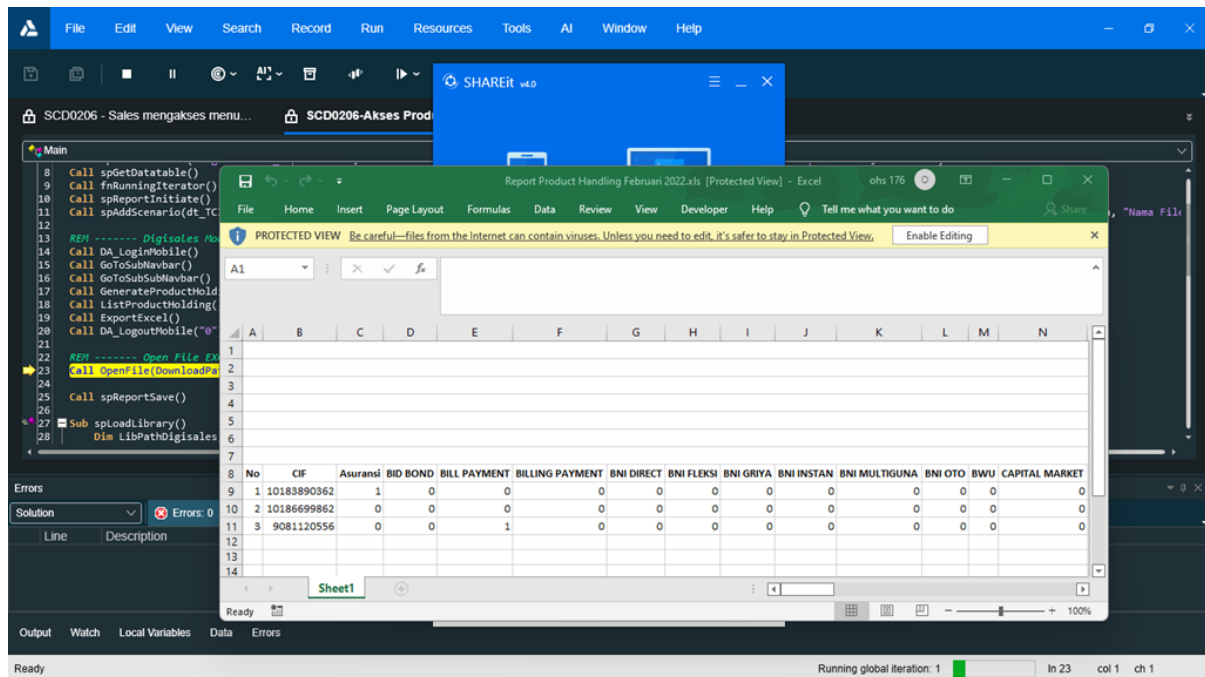 File Edit View Search Record Run Resources Tools AI Window Help
SHAREit v4.0
SCD0206 - Sales mengakses menu...
SCD0206-Akses Prod
Main
8 Call spGetDatatable()
9 Call fnRunningIterator()
10 Call spReportInitiate()
11 Call spAddScenario(dt_TC
, "Nama File
12
13 REM ------- Digisales Mo
14 Call DA_LoginMobile()
15 Call GoToSubNavbar()
16 Call GoToSubSubNavbar()
17 Call GenerateProductHold
18 Call ListProductHolding(
19 Call ExportExcel()
20 Call DA_LogoutMobile("0"
21
22 REM ------- Open File EX
23 Call OpenFile(DownloadPa
24
25 Call spReportSave()
26
27 Sub spLoadLibrary()
28 Dim LibPathDigisales
Report Product Handling Februari 2022.xls [Protected View] - Excel
ohs 176
File Home Insert Page Layout Formulas Data Review View Developer Help Tell me what you want to do Share
PROTECTED VIEW Be careful—files from the Internet can contain viruses. Unless you need to edit, it's safer to stay in Protected View. Enable Editing
A1 fx
A B C D E F G H I J K L M N
1
2
3
4
5
6
7
8 No CIF Asuransi BID BOND BILL PAYMENT BILLING PAYMENT BNI DIRECT BNI FLEKSI BNI GRIYA BNI INSTAN BNI MULTIGUNA BNI OTO BWU CAPITAL MARKET
9 1 10183890362 1 0 0 0 0 0 0 0 0 0 0 0
10 2 10186699862 0 0 0 0 0 0 0 0 0 0 0 0
11 3 9081120556 0 0 1 0 0 0 0 0 0 0 0 0
12
13
14
Sheet1
Ready 100%
Errors
Solution Errors: 0
Line Description
Output Watch Local Variables Data Errors
Ready Running global iteration: 1 ln 23 col 1 ch 1